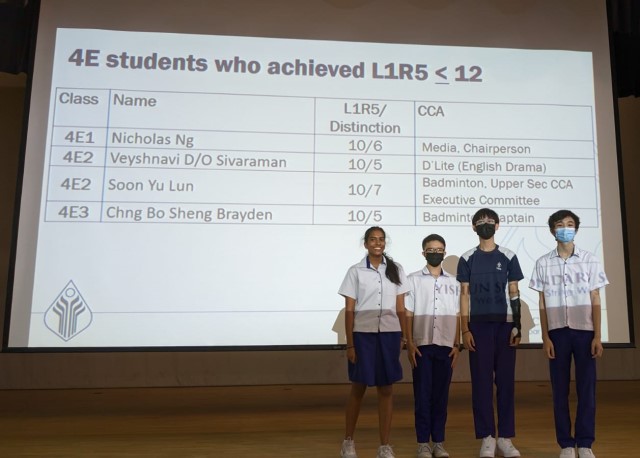 4E students who achieved L1R5 ≤ 12
Class Name L1R5/ Distinction CCA
4E1 Nicholas Ng 10/6 Media, Chairperson
4E2 Veyshnavi D/O Sivaraman 10/5 D'Lite (English Drama)
4E2 Soon Yu Lun 10/7 Badminton, Upper Sec CCA
Executive Committee
4E3 Chng Bo Sheng Brayden 10/5 Badminton, Captain